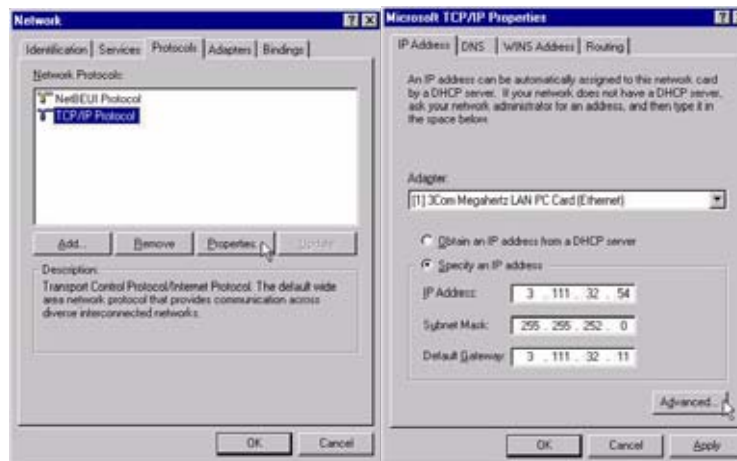 Network
Identification Services Protocols Adapters Bindings
Network Protocols:
NetBEUI Protocol
TCP/IP Protocol
Add... Remove Properties... Update
Description:
Transport Control Protocol/Internet Protocol. The default wide
area network protocol that provides communication across
diverse interconnected networks.
OK Cancel
Microsoft TCP/IP Properties
IP Address DNS WINS Address Routing
An IP address can be automatically assigned to this network card
by a DHCP server. If your network does not have a DHCP server,
ask your network administrator for an address, and then type it in
the space below.
Adapter:
[1] 3Com Megahertz LAN PC Card (Ethernet)
Obtain an IP address from a DHCP server
Specify an IP address
IP Address: 3 . 111 . 32 . 54
Subnet Mask: 255 . 255 . 252 . 0
Default Gateway: 3 . 111 . 32 . 11
Advanced...
OK Cancel Apply